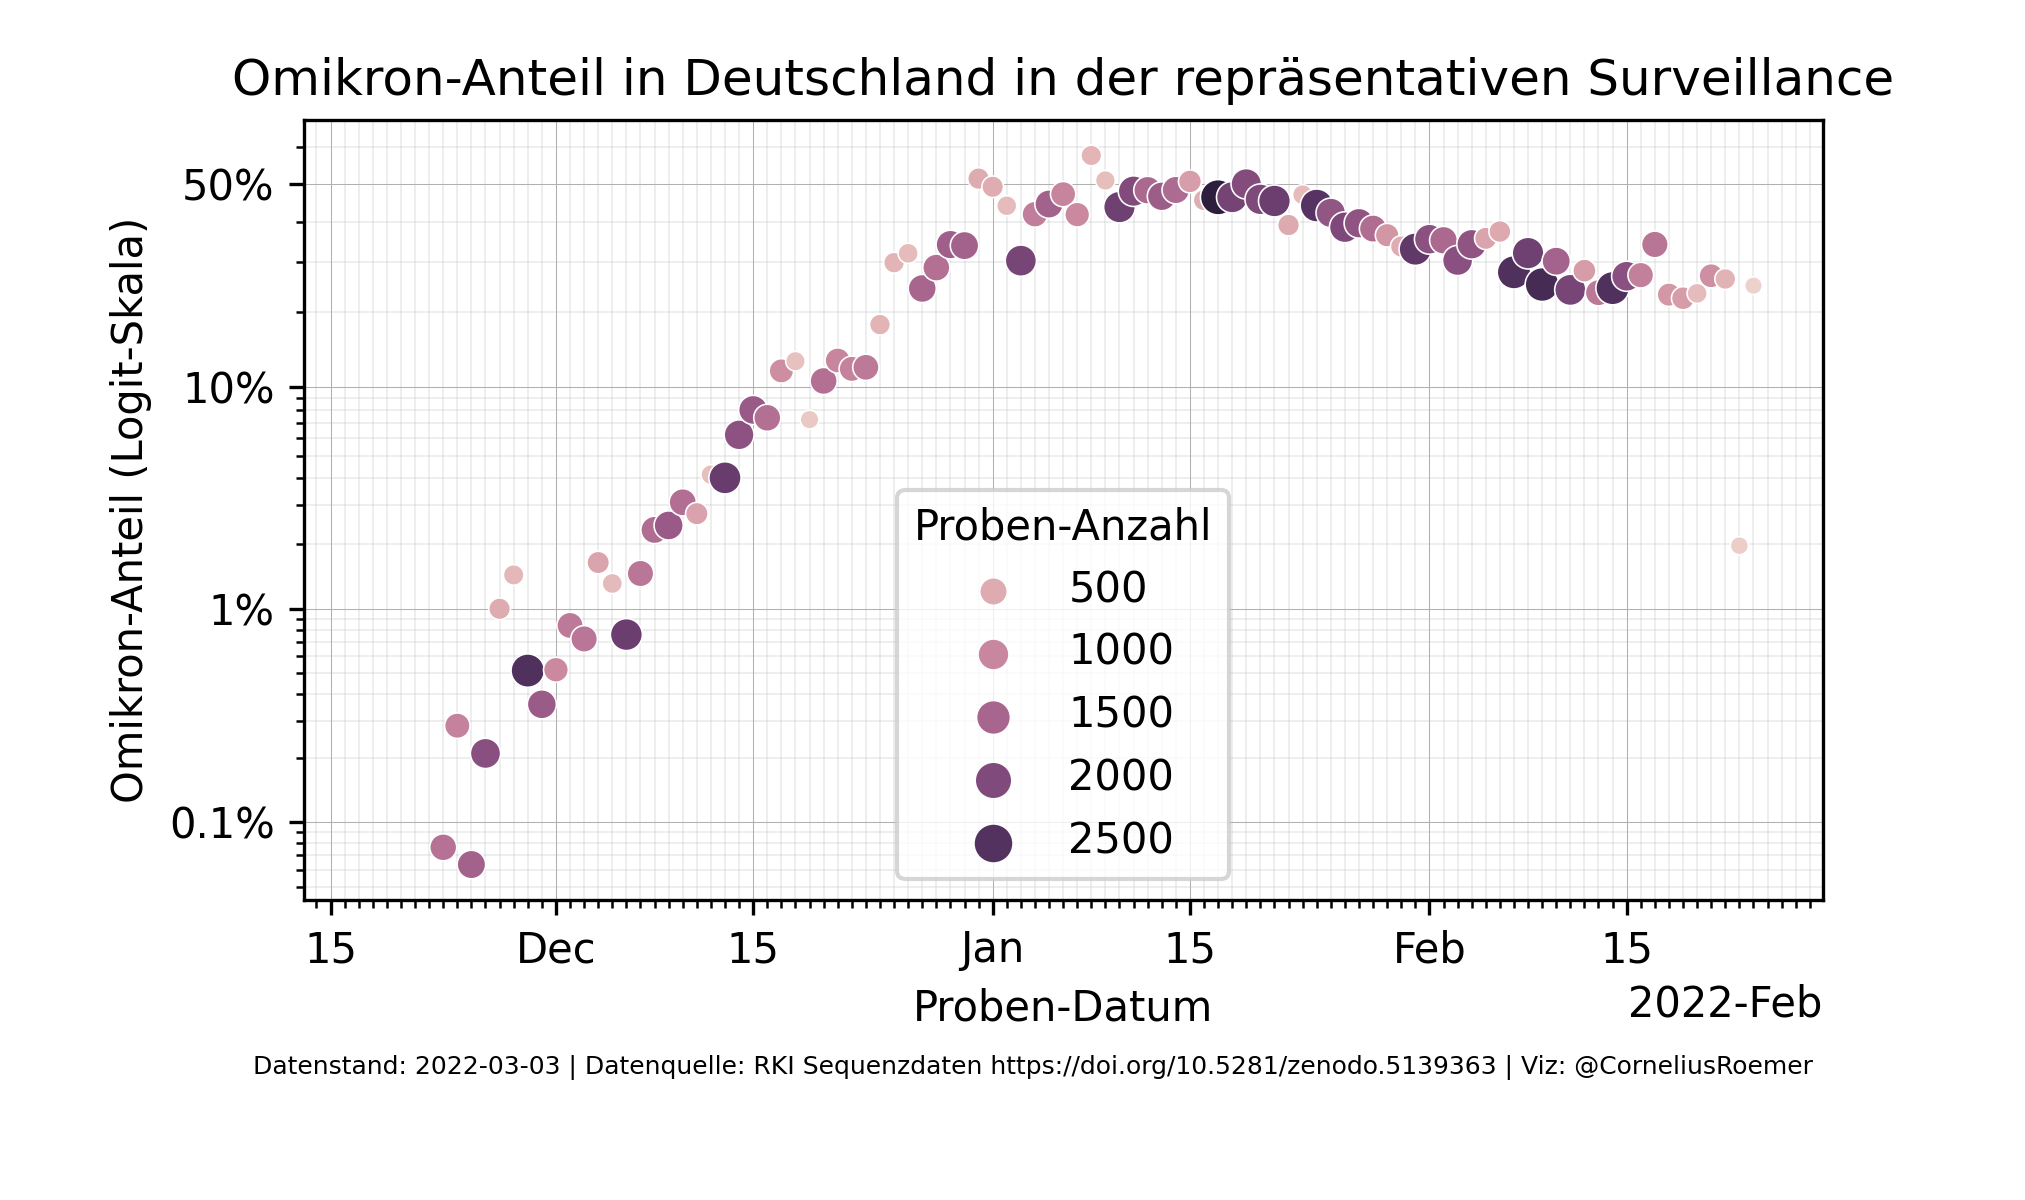 Omikron-Anteil in Deutschland in der repräsentativen Surveillance
Omikron-Anteil (Logit-Skala)
50%
10%
1%
0.1%
Proben-Anzahl
500
1000
1500
2000
2500
15 Dec 15 Jan 15 Feb 15
2022-Feb
Proben-Datum
Datenstand: 2022-03-03 | Datenquelle: RKI Sequenzdaten https://doi.org/10.5281/zenodo.5139363 | Viz: @CorneliusRoemer